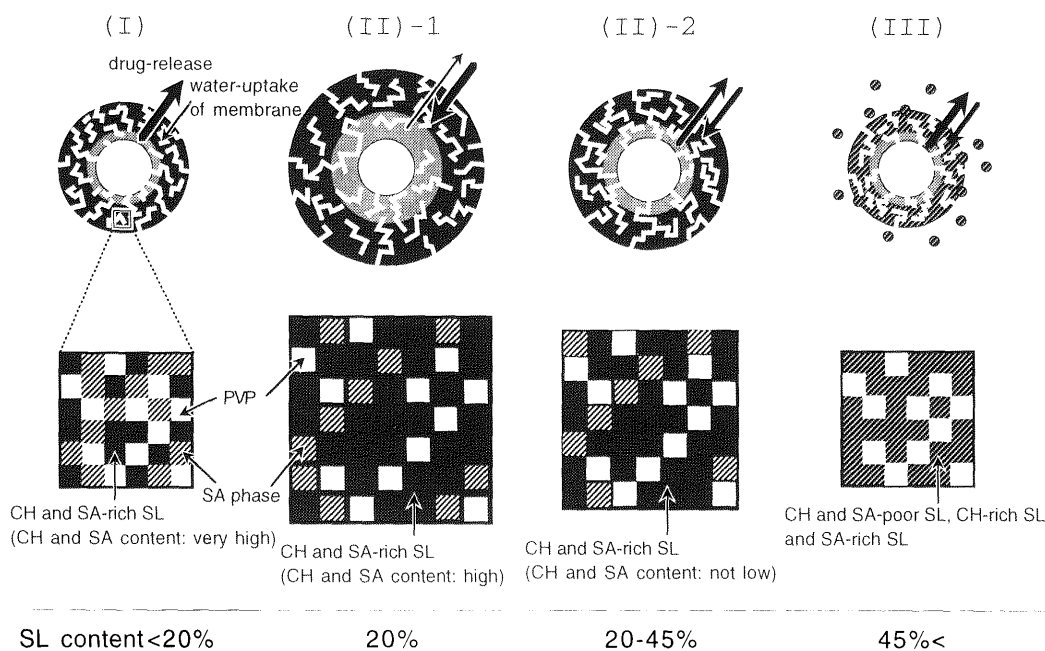 (I) (II)-1 (II)-2 (III)
drug-release
water-uptake
of membrane
PVP
SA phase
CH and SA-rich SL
(CH and SA content: very high)
CH and SA-rich SL
(CH and SA content: high)
CH and SA-rich SL
(CH and SA content: not low)
CH and SA-poor SL, CH-rich SL
and SA-rich SL
SL content<20% 20% 20-45% 45%<